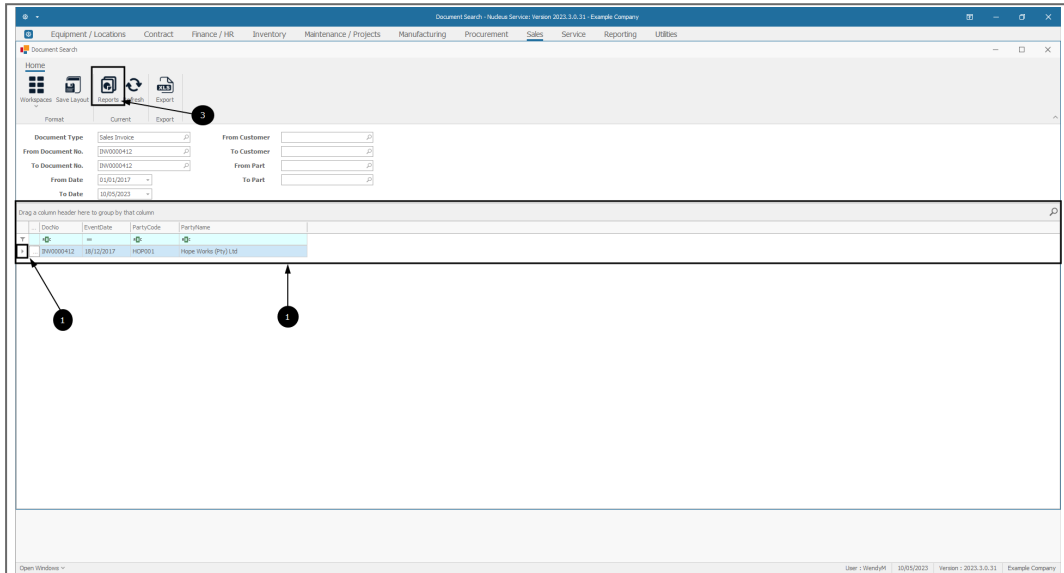 Document Search - Nucleus Service: Version 2023.3.0.31 - Example Company
Equipment / Locations Contract Finance / HR Inventory Maintenance / Projects Manufacturing Procurement Sales Service Reporting Utilities
Document Search
Home
XLS
Workspaces Save Layout Reports Refresh Export
Format Current Export
3
Document Type Sales Invoice From Customer
From Document No. INV0000412 To Customer
To Document No. INV0000412 From Part
From Date 01/01/2017 To Part
To Date 10/05/2023
Drag a column header here to group by that column
... DocNo EventDate PartyCode PartyName
INV0000412 18/12/2017 HOP001 Hope Works (Pty) Ltd
1 1
Open Windows User : WendyM 10/05/2023 Version : 2023.3.0.31 Example Company